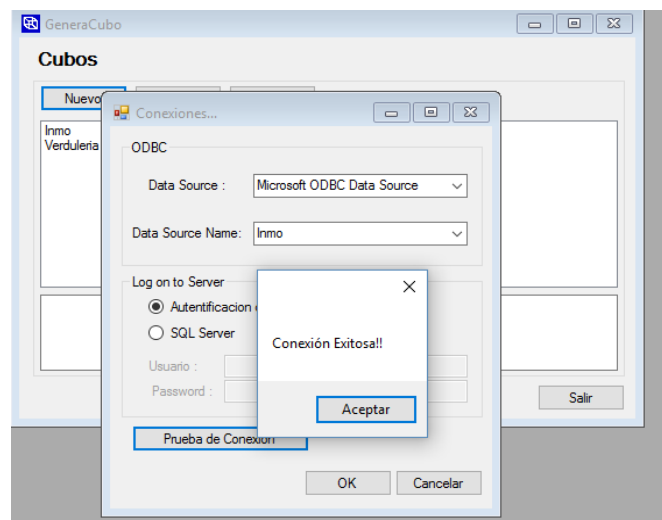 GeneraCubo
Cubos
Nuevo
Inmo
Verduleria
Conexiones...
ODBC
Data Source :
Microsoft ODBC Data Source
Data Source Name:
Inmo
Log on to Server
Autentificacion
SQL Server
Usuario :
Password :
Conexión Exitosa!!
Aceptar
Prueba de Conexión
OK
Cancelar
Salir